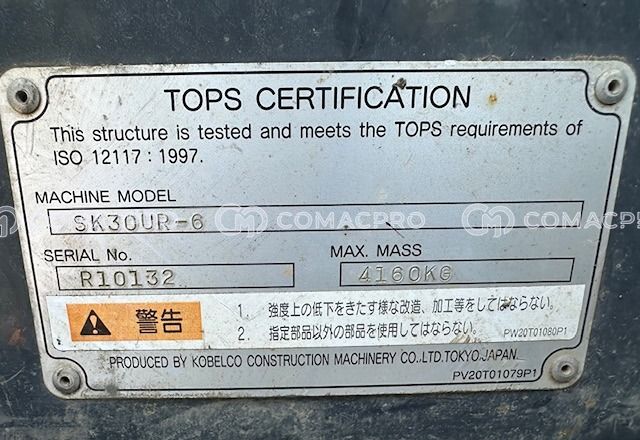 TOPS CERTIFICATION
This structure is tested and meets the TOPS requirements of
ISO 12117 : 1997.
MACHINE MODEL
SK30UR-6
COMACPRO COMACPRO COMACPRO
SERIAL No. MAX. MASS
R10132 4160KG
警告
1. 強度上の低下をきたす様な改造、加工等をしてはならない。
2. 指定部品以外の部品を使用してはならない。 PW20T01080P1
PRODUCED BY KOBELCO CONSTRUCTION MACHINERY CO.,LTD.TOKYO.JAPAN
PV20T01079P1